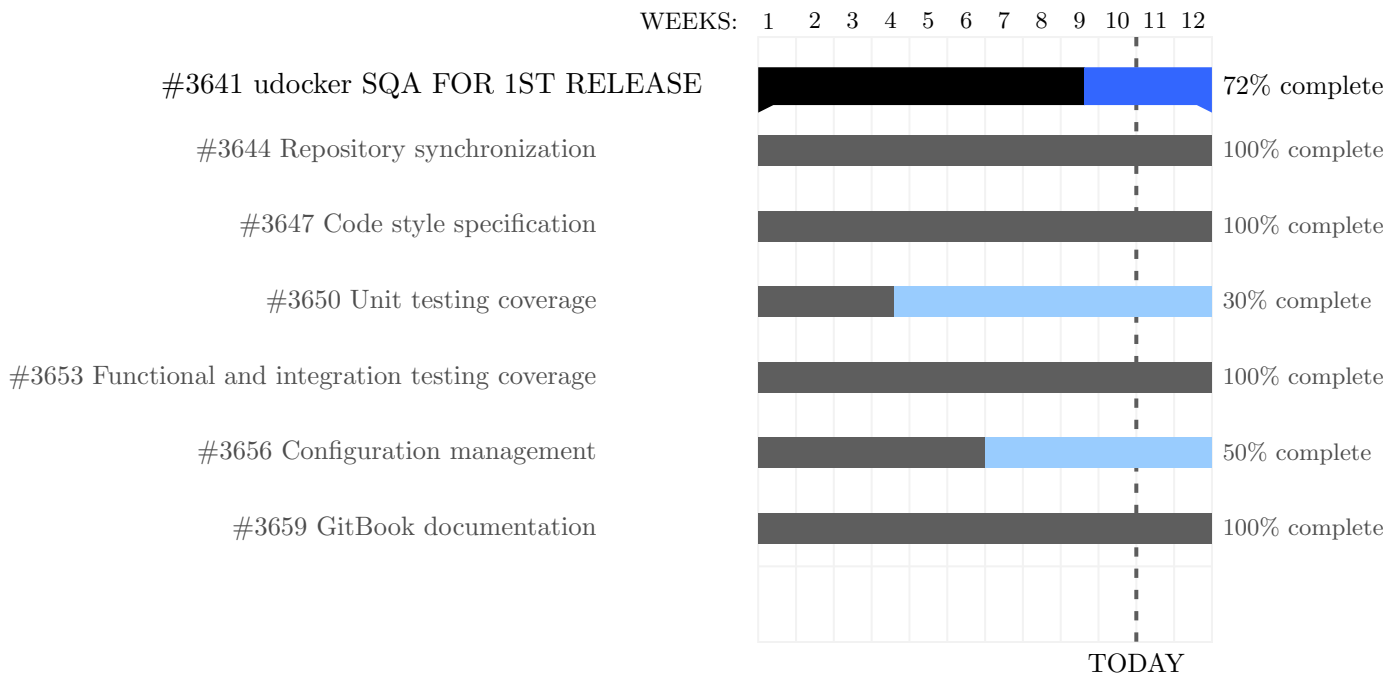 WEEKS: 1 2 3 4 5 6 7 8 9 10 11 12
#3641 udocker SQA FOR 1ST RELEASE 72% complete
#3644 Repository synchronization 100% complete
#3647 Code style specification 100% complete
#3650 Unit testing coverage 30% complete
#3653 Functional and integration testing coverage 100% complete
#3656 Configuration management 50% complete
#3659 GitBook documentation 100% complete
TODAY